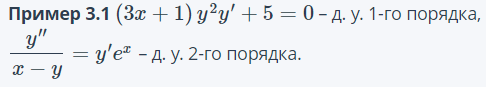 Пример 3.1 (3x + 1) y²y′ + 5 = 0 – д. у. 1-го порядка,
y″/(x − y) = y′eˣ – д. у. 2-го порядка.